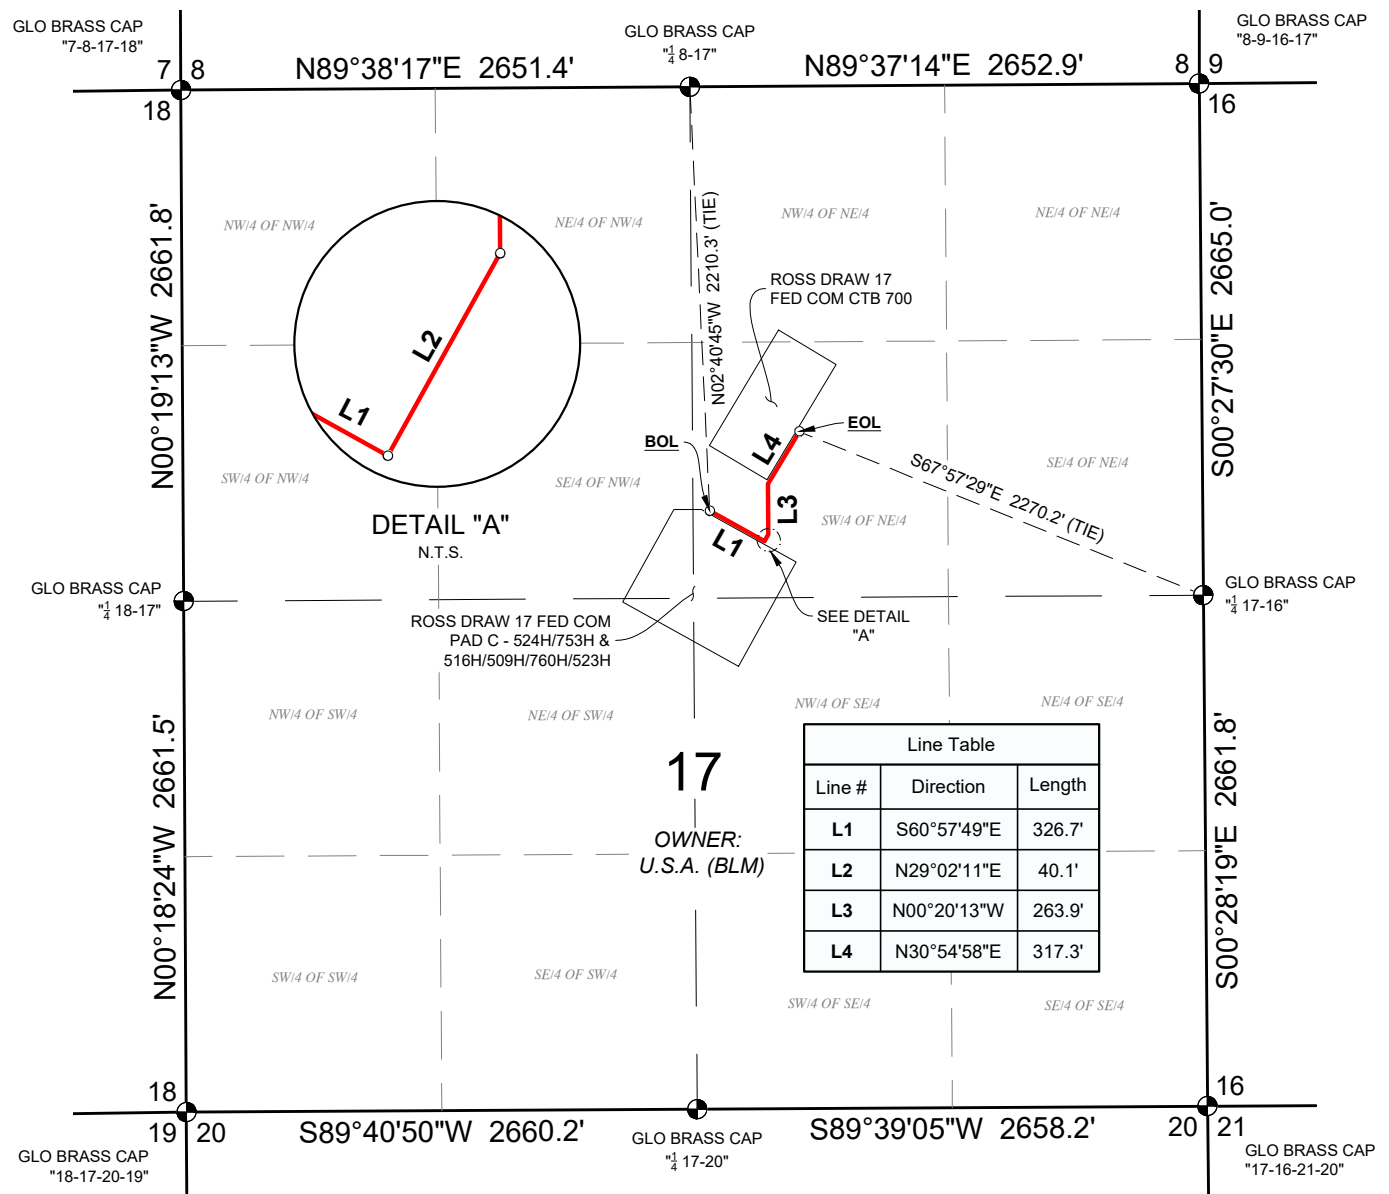 GLO BRASS CAP
"7-8-17-18"
GLO BRASS CAP
"1/4 8-17"
GLO BRASS CAP
"8-9-16-17"
7 8
18
N89°38'17"E 2651.4'
N89°37'14"E 2652.9'
8 9
16
NW/4 OF NW/4
NE/4 OF NW/4
NW/4 OF NE/4
NE/4 OF NE/4
N00°19'13"W 2661.8'
N02°40'45"W 2210.3' (TIE)
S00°27'30"E 2665.0'
ROSS DRAW 17
FED COM CTB 700
L2
L1
DETAIL "A"
N.T.S.
SW/4 OF NW/4
SE/4 OF NW/4
SW/4 OF NE/4
SE/4 OF NE/4
BOL
EOL
L4
L3
L1
S67°57'29"E 2270.2' (TIE)
GLO BRASS CAP
"1/4 18-17"
GLO BRASS CAP
"1/4 17-16"
ROSS DRAW 17 FED COM
PAD C - 524H/753H &
516H/509H/760H/523H
SEE DETAIL
"A"
NW/4 OF SW/4
NE/4 OF SW/4
NW/4 OF SE/4
NE/4 OF SE/4
N00°18'24"W 2661.5'
S00°28'19"E 2661.8'
17
OWNER:
U.S.A. (BLM)
Line Table
Line # Direction Length
L1 S60°57'49"E 326.7'
L2 N29°02'11"E 40.1'
L3 N00°20'13"W 263.9'
L4 N30°54'58"E 317.3'
SW/4 OF SW/4
SE/4 OF SW/4
SW/4 OF SE/4
SE/4 OF SE/4
18
19 20
S89°40'50"W 2660.2'
S89°39'05"W 2658.2'
16
20 21
GLO BRASS CAP
"18-17-20-19"
GLO BRASS CAP
"1/4 17-20"
GLO BRASS CAP
"17-16-21-20"